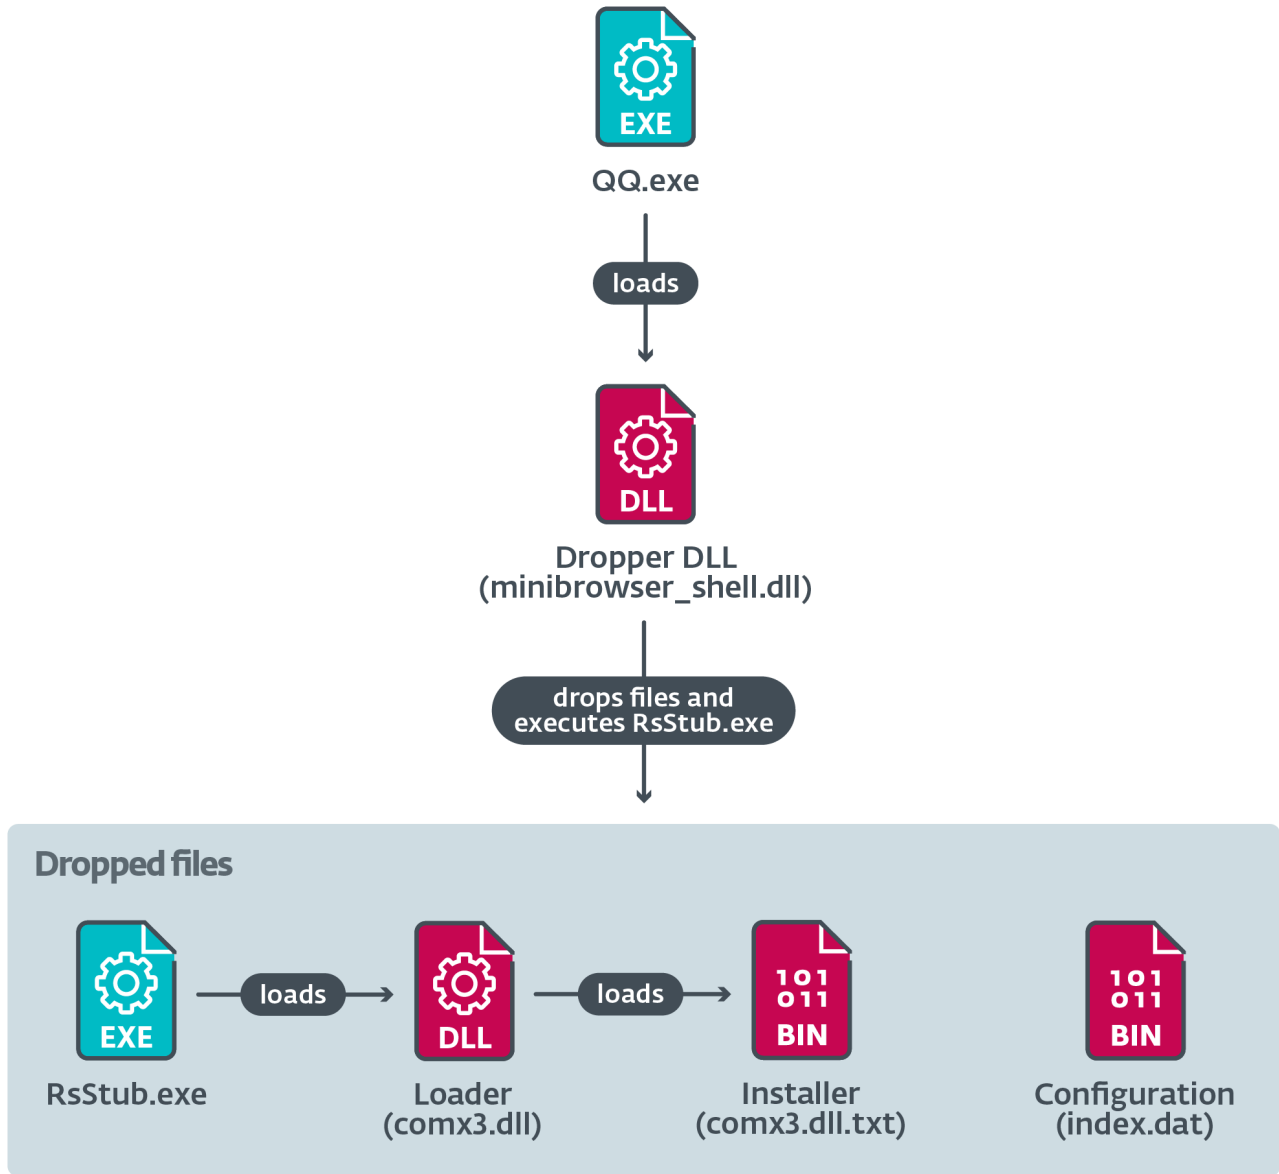 EXE
QQ.exe
loads
DLL
Dropper DLL
(minibrowser_shell.dll)
drops files and
executes RsStub.exe
Dropped files
EXE
RsStub.exe
loads
DLL
Loader
(comx3.dll)
loads
101
011
BIN
Installer
(comx3.dll.txt)
101
011
BIN
Configuration
(index.dat)